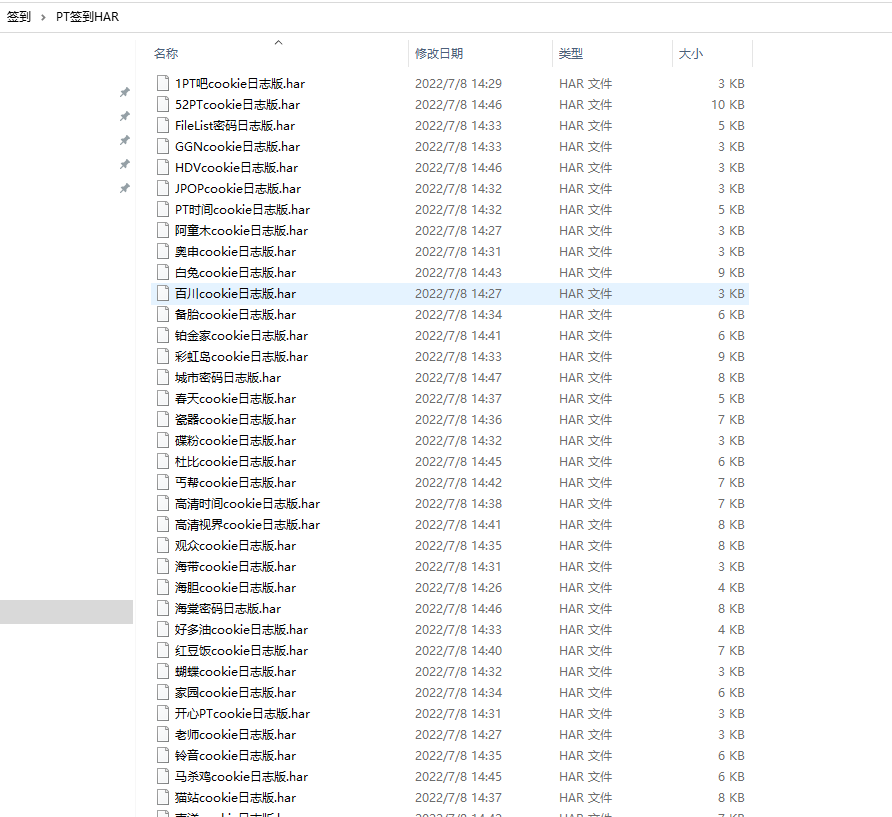 签到 › PT签到HAR
名称 修改日期 类型 大小
1PT吧cookie日志版.har 2022/7/8 14:29 HAR 文件 3 KB
52PTcookie日志版.har 2022/7/8 14:46 HAR 文件 10 KB
FileList密码日志版.har 2022/7/8 14:33 HAR 文件 5 KB
GGNcookie日志版.har 2022/7/8 14:33 HAR 文件 3 KB
HDVcookie日志版.har 2022/7/8 14:46 HAR 文件 3 KB
JPOPcookie日志版.har 2022/7/8 14:32 HAR 文件 3 KB
PT时间cookie日志版.har 2022/7/8 14:32 HAR 文件 5 KB
阿童木cookie日志版.har 2022/7/8 14:27 HAR 文件 3 KB
奥申cookie日志版.har 2022/7/8 14:31 HAR 文件 3 KB
白兔cookie日志版.har 2022/7/8 14:43 HAR 文件 9 KB
百川cookie日志版.har 2022/7/8 14:27 HAR 文件 3 KB
备胎cookie日志版.har 2022/7/8 14:34 HAR 文件 6 KB
铂金家cookie日志版.har 2022/7/8 14:41 HAR 文件 6 KB
彩虹岛cookie日志版.har 2022/7/8 14:33 HAR 文件 9 KB
城市密码日志版.har 2022/7/8 14:47 HAR 文件 8 KB
春天cookie日志版.har 2022/7/8 14:37 HAR 文件 5 KB
瓷器cookie日志版.har 2022/7/8 14:36 HAR 文件 7 KB
碟粉cookie日志版.har 2022/7/8 14:32 HAR 文件 3 KB
杜比cookie日志版.har 2022/7/8 14:45 HAR 文件 6 KB
丐帮cookie日志版.har 2022/7/8 14:42 HAR 文件 7 KB
高清时间cookie日志版.har 2022/7/8 14:38 HAR 文件 7 KB
高清视界cookie日志版.har 2022/7/8 14:41 HAR 文件 8 KB
观众cookie日志版.har 2022/7/8 14:35 HAR 文件 8 KB
海带cookie日志版.har 2022/7/8 14:31 HAR 文件 3 KB
海胆cookie日志版.har 2022/7/8 14:26 HAR 文件 4 KB
海棠密码日志版.har 2022/7/8 14:46 HAR 文件 8 KB
好多油cookie日志版.har 2022/7/8 14:33 HAR 文件 4 KB
红豆饭cookie日志版.har 2022/7/8 14:40 HAR 文件 7 KB
蝴蝶cookie日志版.har 2022/7/8 14:32 HAR 文件 3 KB
家园cookie日志版.har 2022/7/8 14:34 HAR 文件 6 KB
开心PTcookie日志版.har 2022/7/8 14:31 HAR 文件 3 KB
老师cookie日志版.har 2022/7/8 14:27 HAR 文件 3 KB
铃音cookie日志版.har 2022/7/8 14:35 HAR 文件 6 KB
马杀鸡cookie日志版.har 2022/7/8 14:45 HAR 文件 6 KB
猫站cookie日志版.har 2022/7/8 14:37 HAR 文件 8 KB